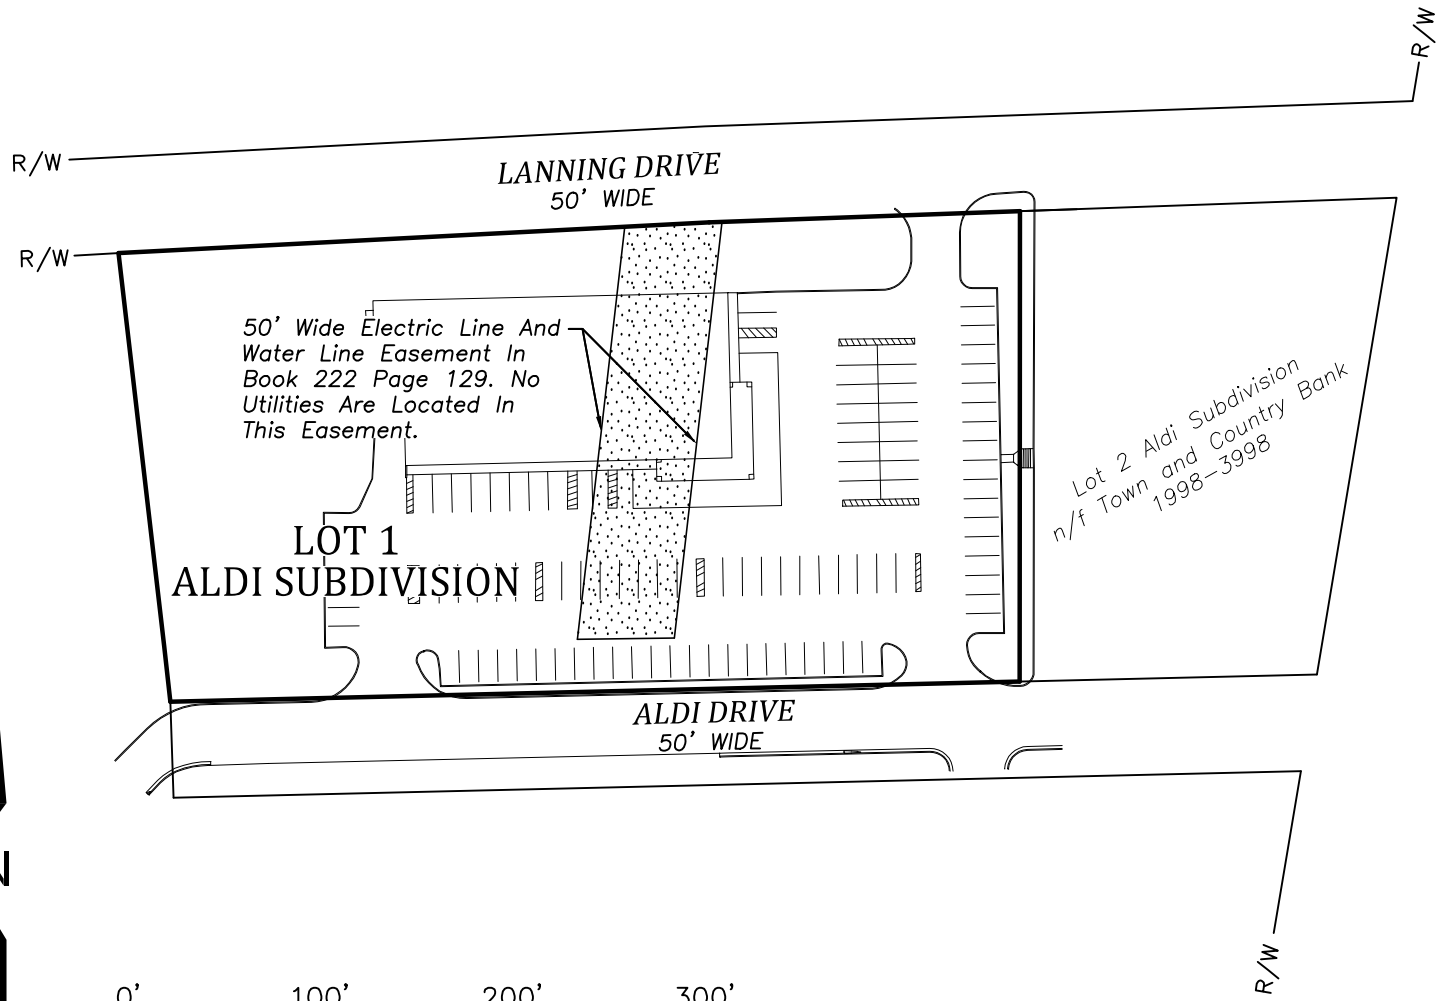 R/W
R/W
LANNING DRIVE
50' WIDE
R/W
50' Wide Electric Line And
Water Line Easement In
Book 222 Page 129. No
Utilities Are Located In
This Easement.
Lot 2 Aldi Subdivision
n/f Town and Country Bank
1998-3998
LOT 1
ALDI SUBDIVISION
ALDI DRIVE
50' WIDE
R/W
0' 100' 200' 300'